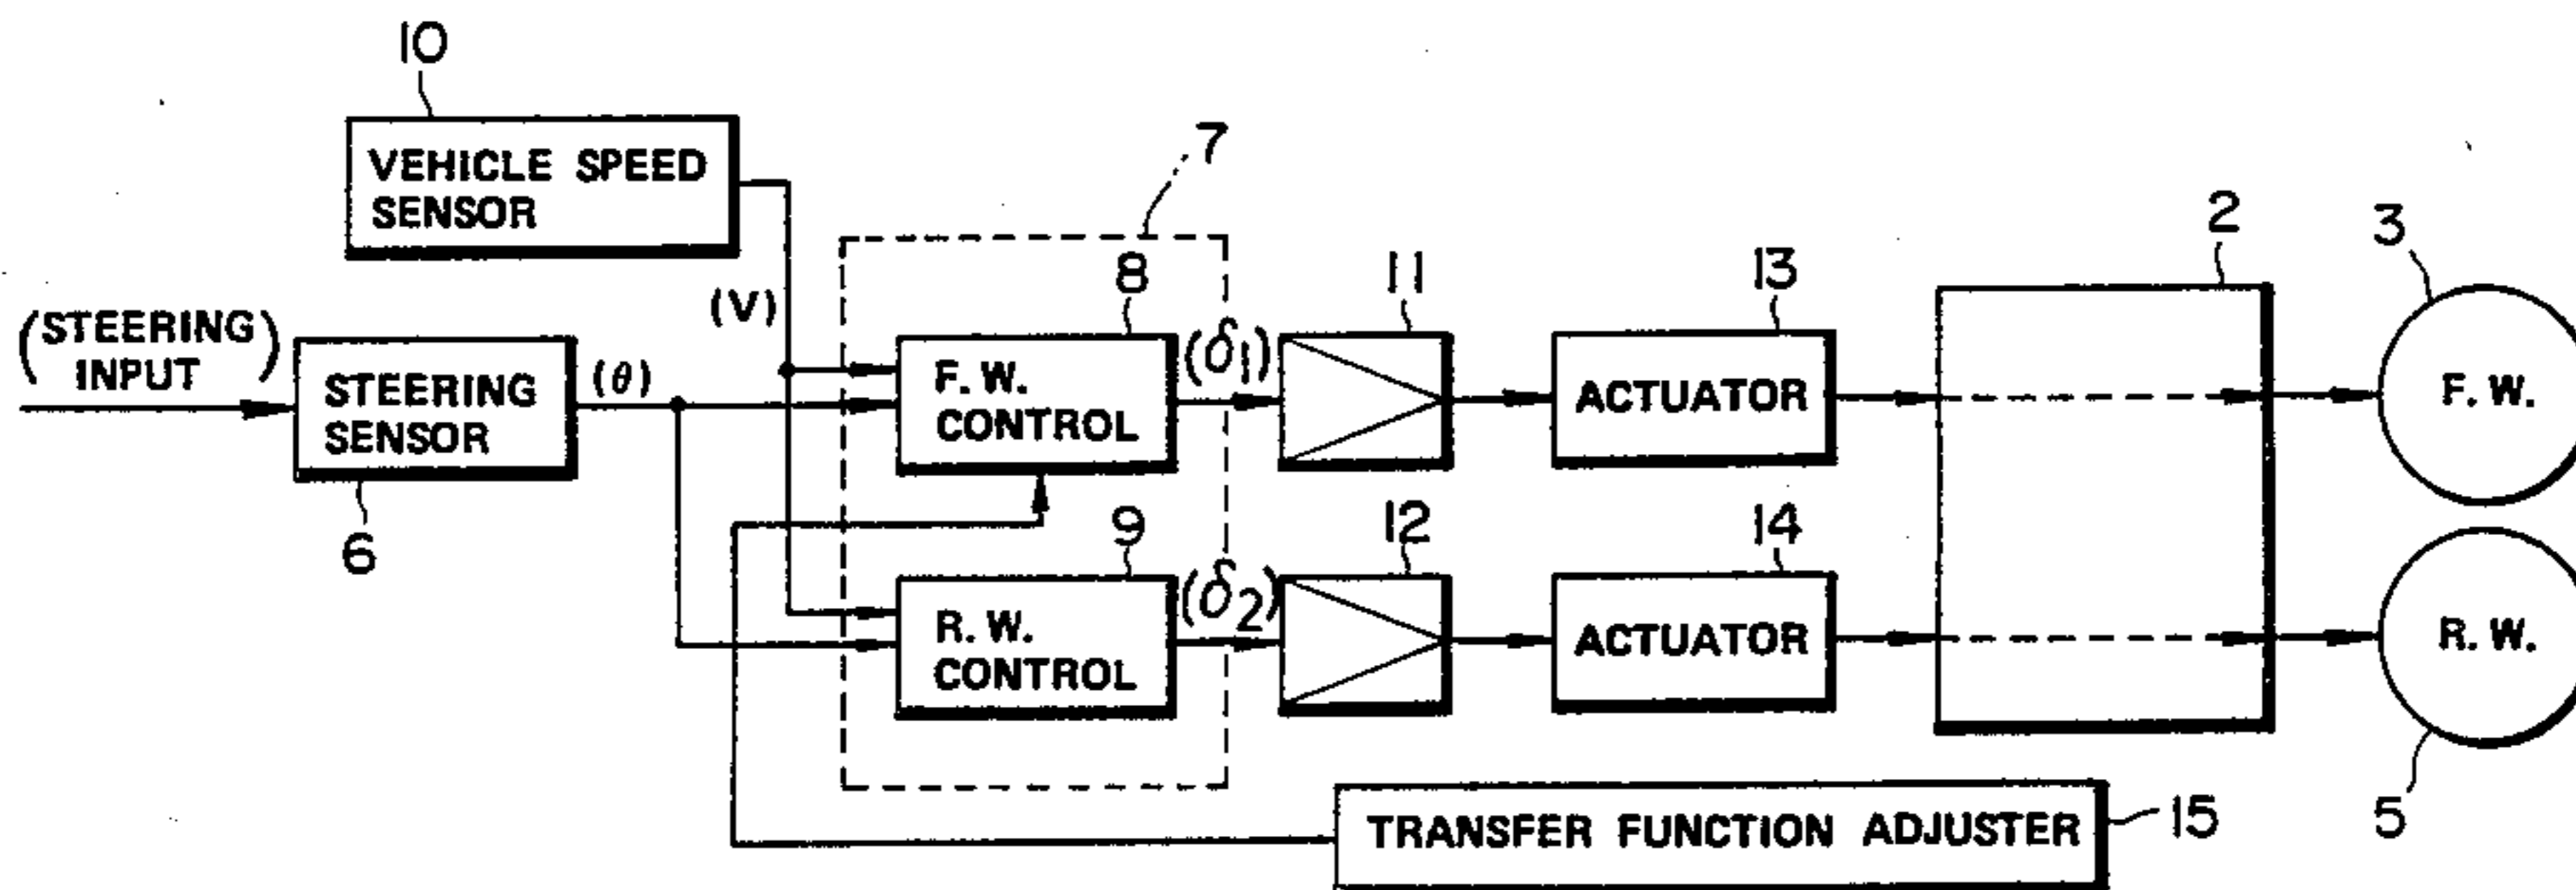 10
VEHICLE SPEED
SENSOR
7
2
3
(V)
8
11
13
(STEERING
INPUT)
STEERING
SENSOR
(θ)
F. W.
CONTROL
(δ1)
ACTUATOR
F. W.
6
9
12
14
R. W.
CONTROL
(δ2)
ACTUATOR
R. W.
5
TRANSFER FUNCTION ADJUSTER
15